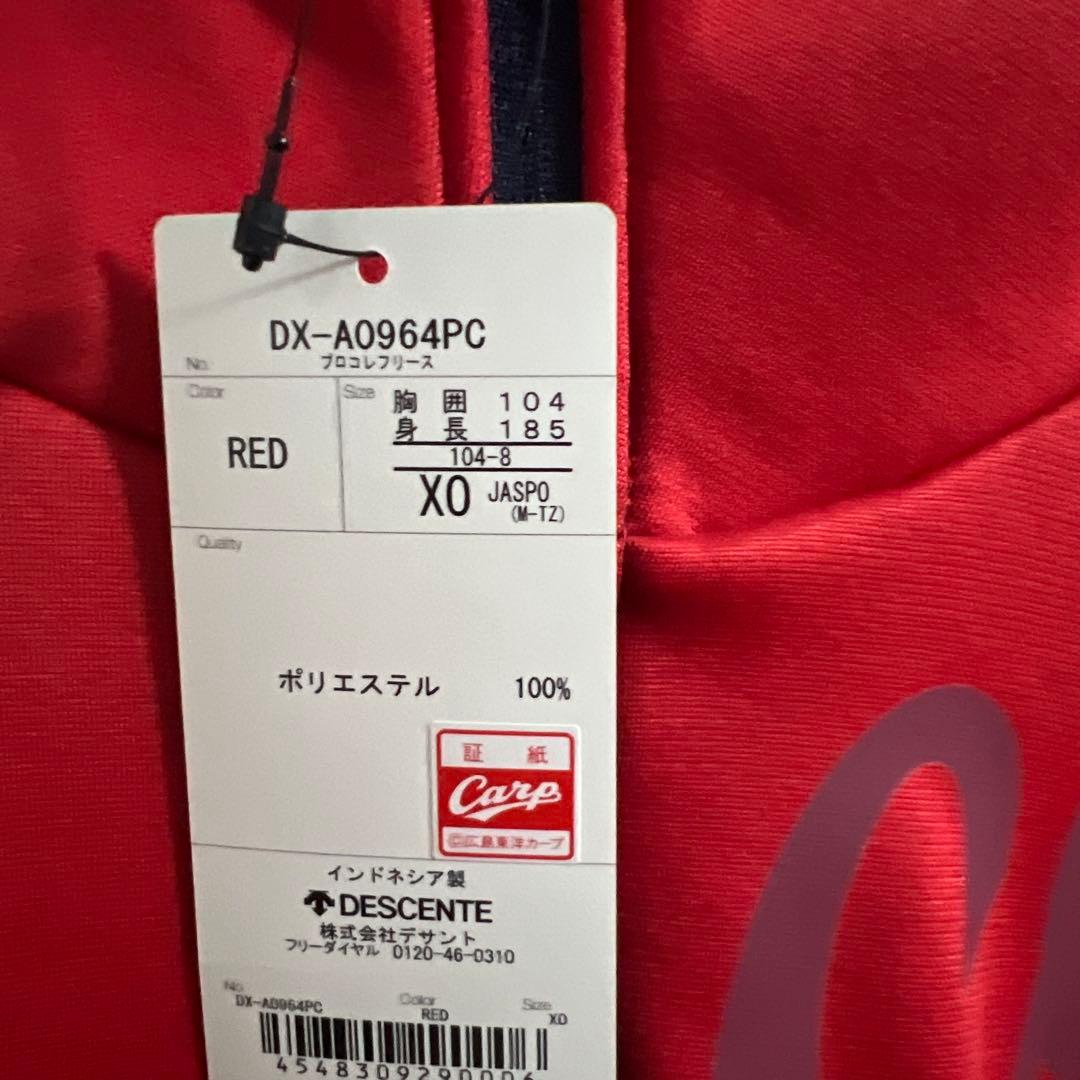 DX-A0964PC
No. プロコレフリース
Color Size 胸囲 104
身長 185
RED 104-8
XO JASPO
(M-TZ)
Quality
ポリエステル 100%
証紙
Carp
©広島東洋カープ
インドネシア製
DESCENTE
株式会社デサント
フリーダイヤル 0120-46-0310
No. Color Size
DX-A0964PC RED XO
4548309290006
C